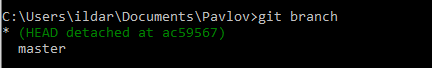 C:\Users\ildar\Documents\Pavlov>git branch
* (HEAD detached at ac59567)
  master